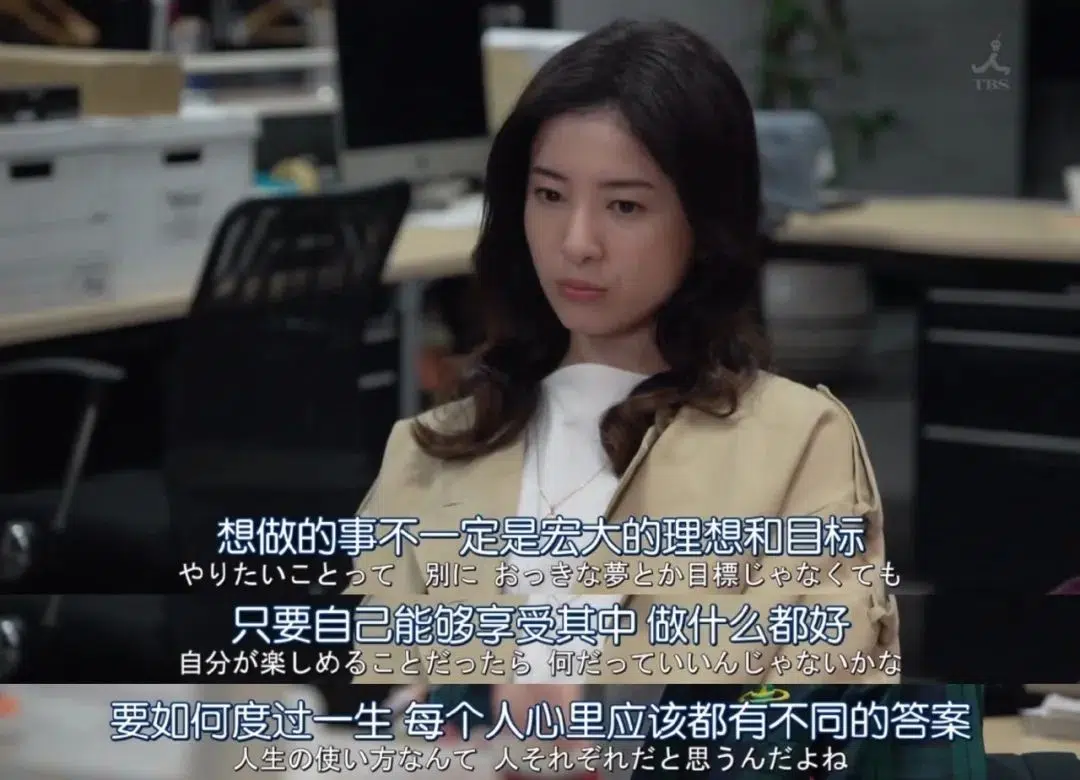 TBS
想做的事不一定是宏大的理想和目标
やりたいことって 別に おっきな夢とか目標じゃなくても
只要自己能够享受其中 做什么都好
自分が楽しめることだったら 何だっていいんじゃないかな
要如何度过一生 每个人心里应该都有不同的答案
人生の使い方なんて 人それぞれだと思うんだよね